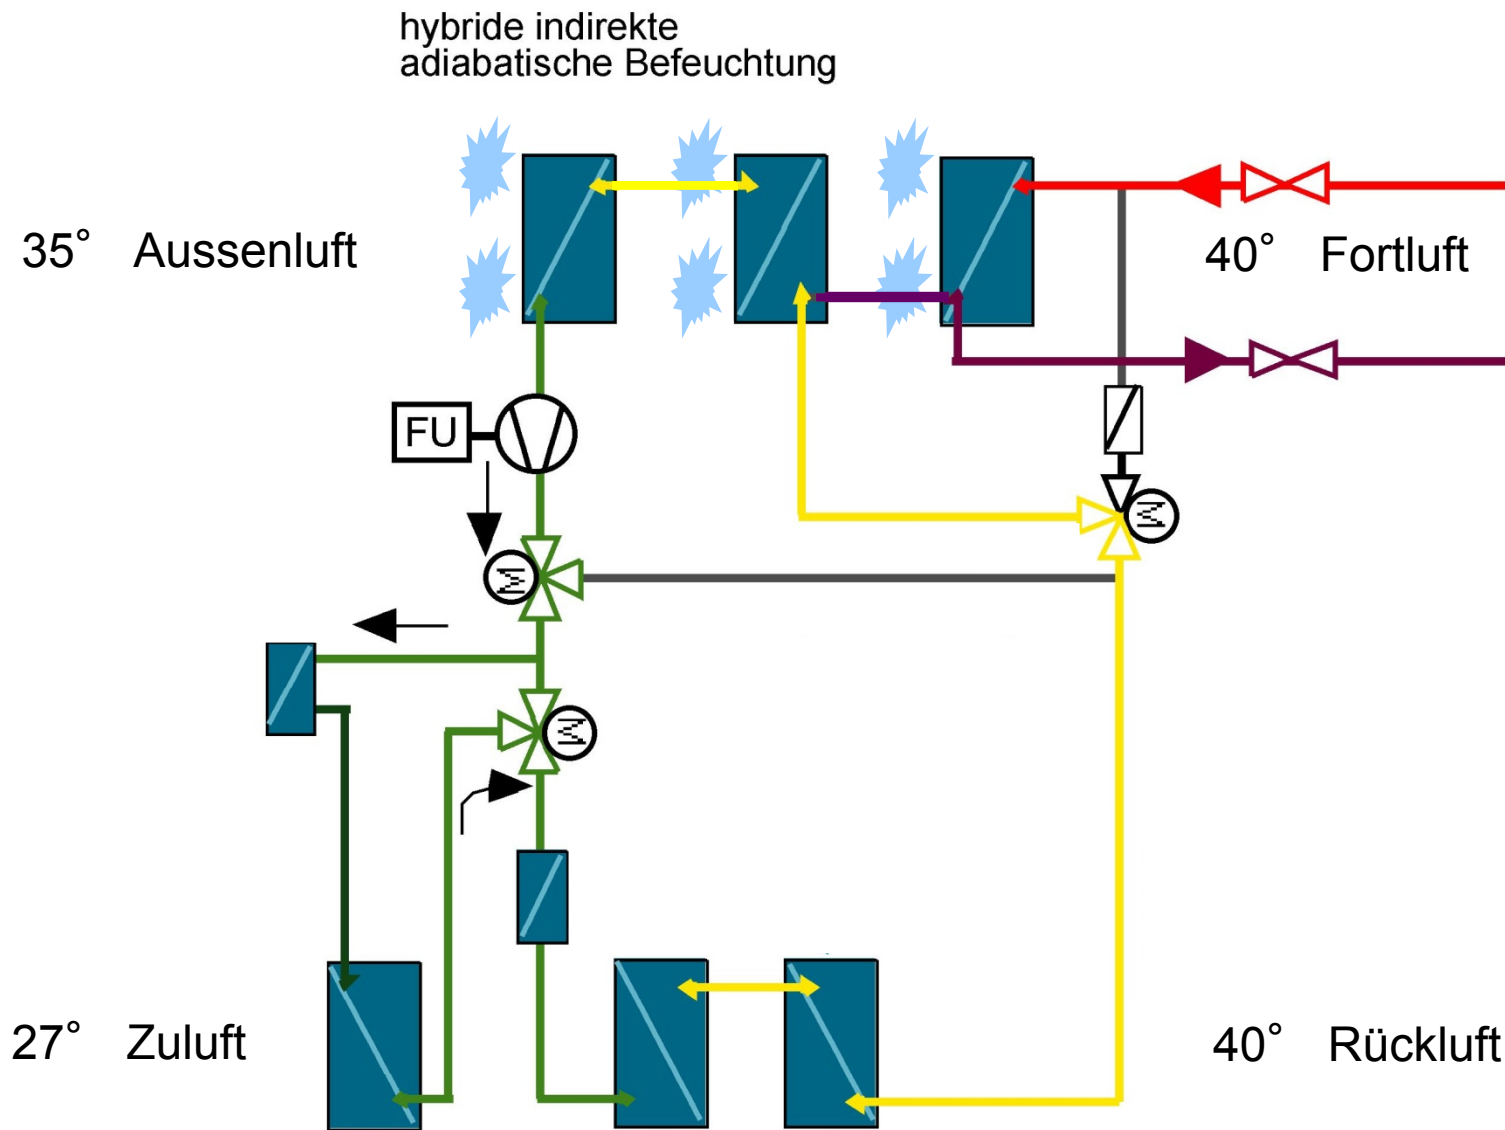 hybride indirekte
adiabatische Befeuchtung
35° Aussenluft
40° Fortluft
FU
M
M
M
27° Zuluft
40° Rückluft